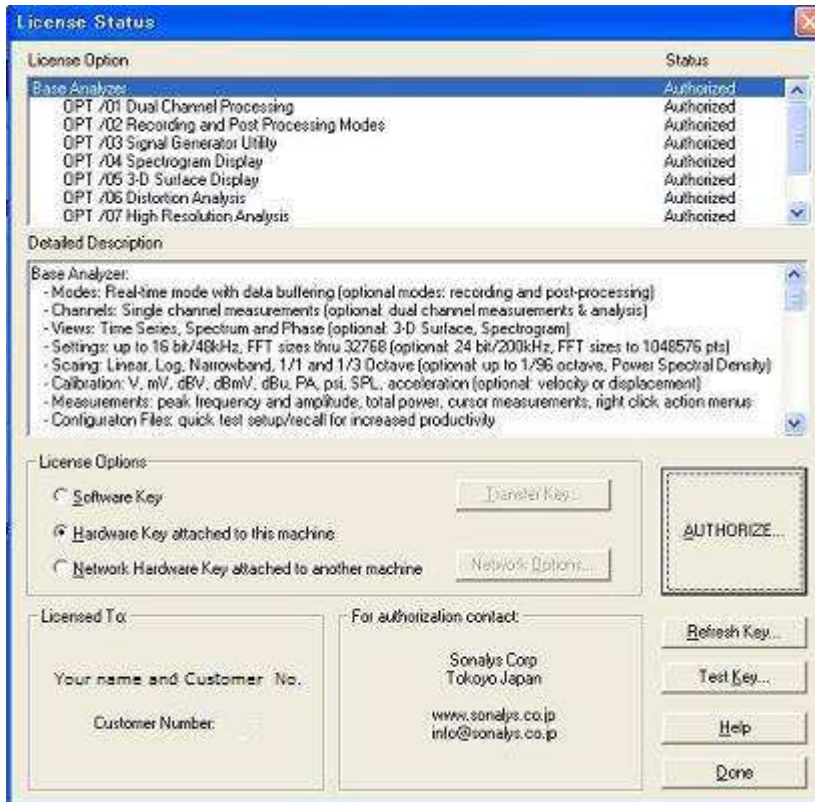 License Status
License Option Status
Base Analyzer Authorized
OPT /01 Dual Channel Processing Authorized
OPT /02 Recording and Post Processing Modes Authorized
OPT /03 Signal Generator Utility Authorized
OPT /04 Spectrogram Display Authorized
OPT /05 3-D Surface Display Authorized
OPT /06 Distortion Analysis Authorized
OPT /07 High Resolution Analysis Authorized
Detailed Description
Base Analyzer:
- Modes: Real-time mode with data buffering (optional modes: recording and post-processing)
- Channels: Single channel measurements (optional: dual channel measurements & analysis)
- Views: Time Series, Spectrum and Phase (optional: 3-D Surface, Spectrogram)
- Settings: up to 16 bit/48kHz, FFT sizes thru 32768 (optional: 24 bit/200kHz, FFT sizes to 1048576 pts)
- Scaing: Linear, Log, Narrowband, 1/1 and 1/3 Octave (optional: up to 1/96 octave, Power Spectral Density)
- Calibration: V, mV, dBV, dBmV, dBu, PA, psi, SPL, acceleration (optional: velocity or displacement)
- Measurements: peak frequency and amplitude, total power, cursor measurements, right click action menus
- Configuraton Files: quick test setup/recall for increased productivity
License Options
Software Key
Transfer Key...
Hardware Key attached to this machine
Network Hardware Key attached to another machine
Network Options...
AUTHORIZE...
Licensed To:
Your name and Customer No.
Customer Number:
For authorization contact:
Sonalys Corp
Tokoyo Japan
www.sonalys.co.jp
info@sonalys.co.jp
Refresh Key...
Test Key...
Help
Done